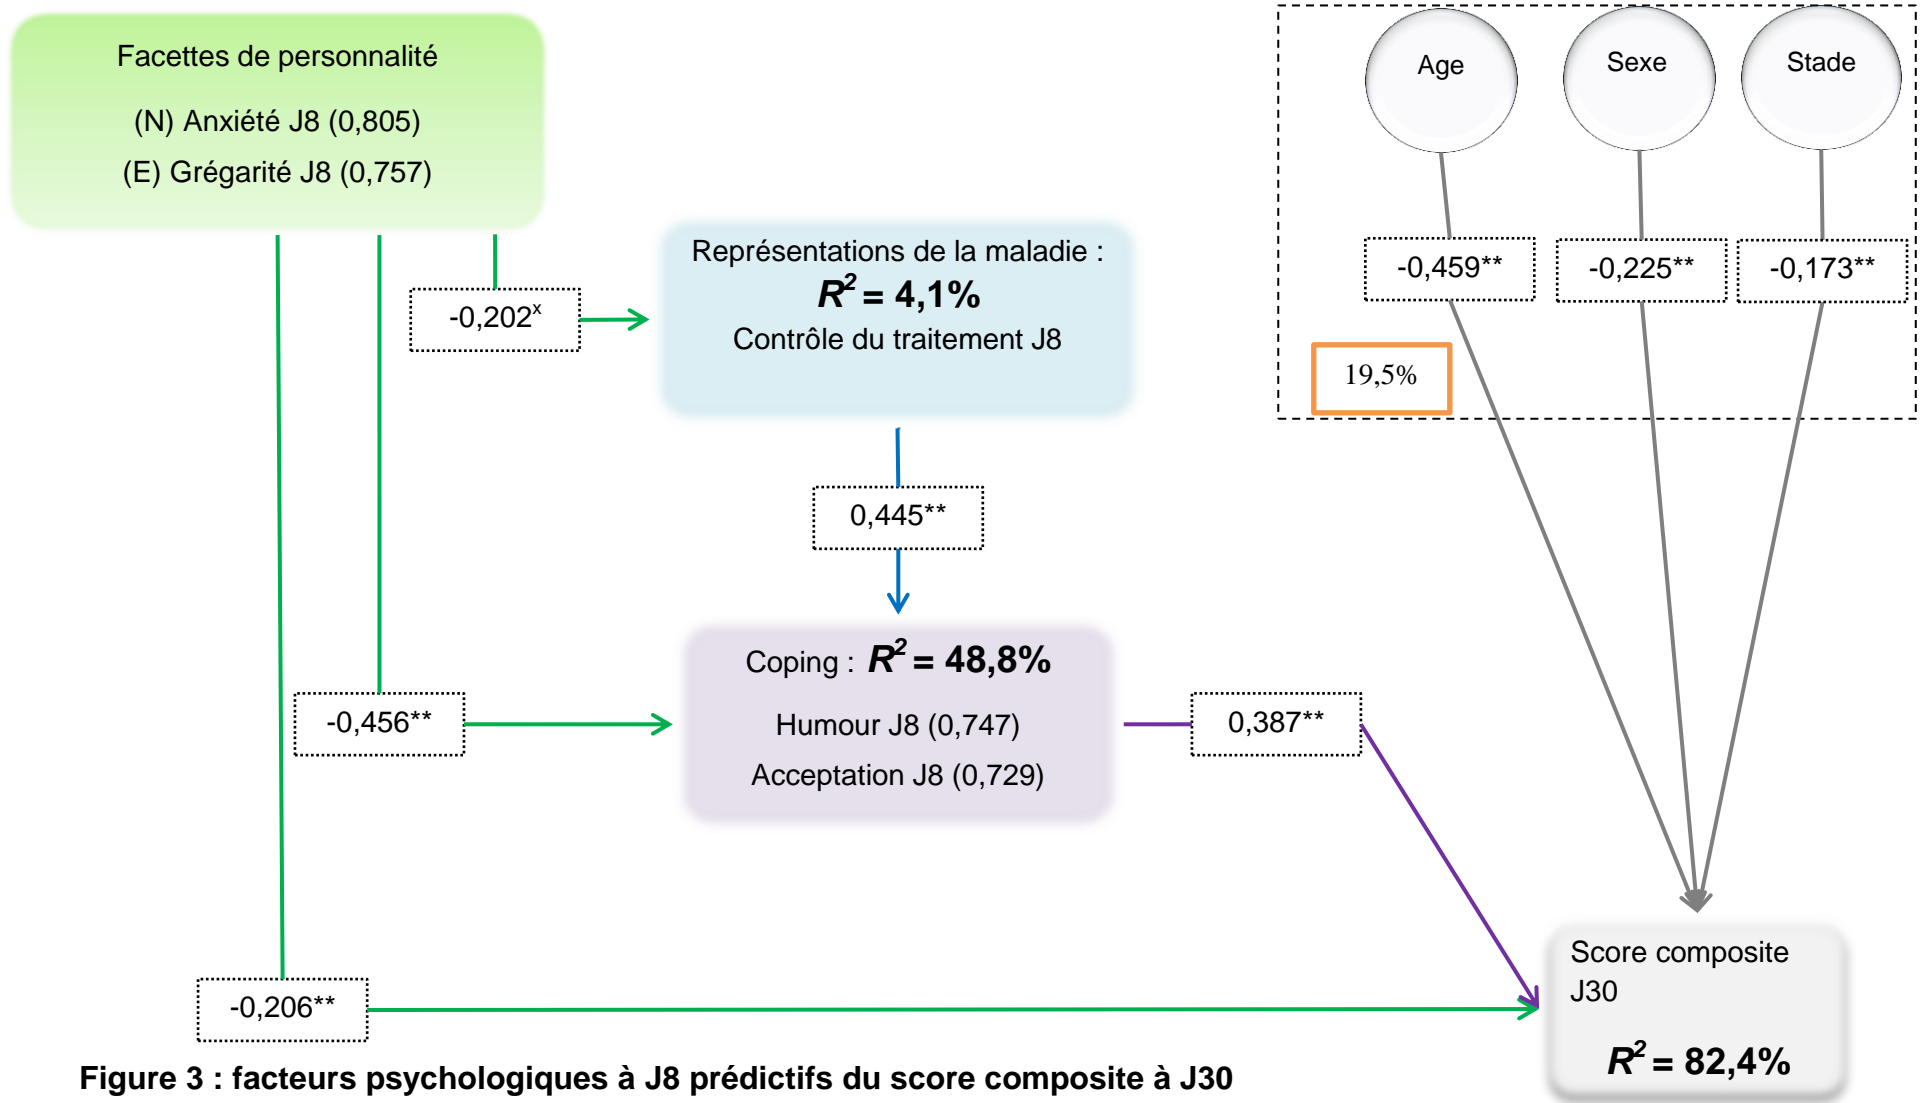 Facettes de personnalité
(N) Anxiété J8 (0,805)
(E) Grégarité J8 (0,757)
Age
Sexe
Stade
-0,459**
-0,225**
-0,173**
19,5%
-0,202x
Représentations de la maladie :
R2 = 4,1%
Contrôle du traitement J8
0,445**
-0,456**
Coping : R2 = 48,8%
Humour J8 (0,747)
Acceptation J8 (0,729)
0,387**
-0,206**
Score composite
J30
R2 = 82,4%
Figure 3 : facteurs psychologiques à J8 prédictifs du score composite à J30